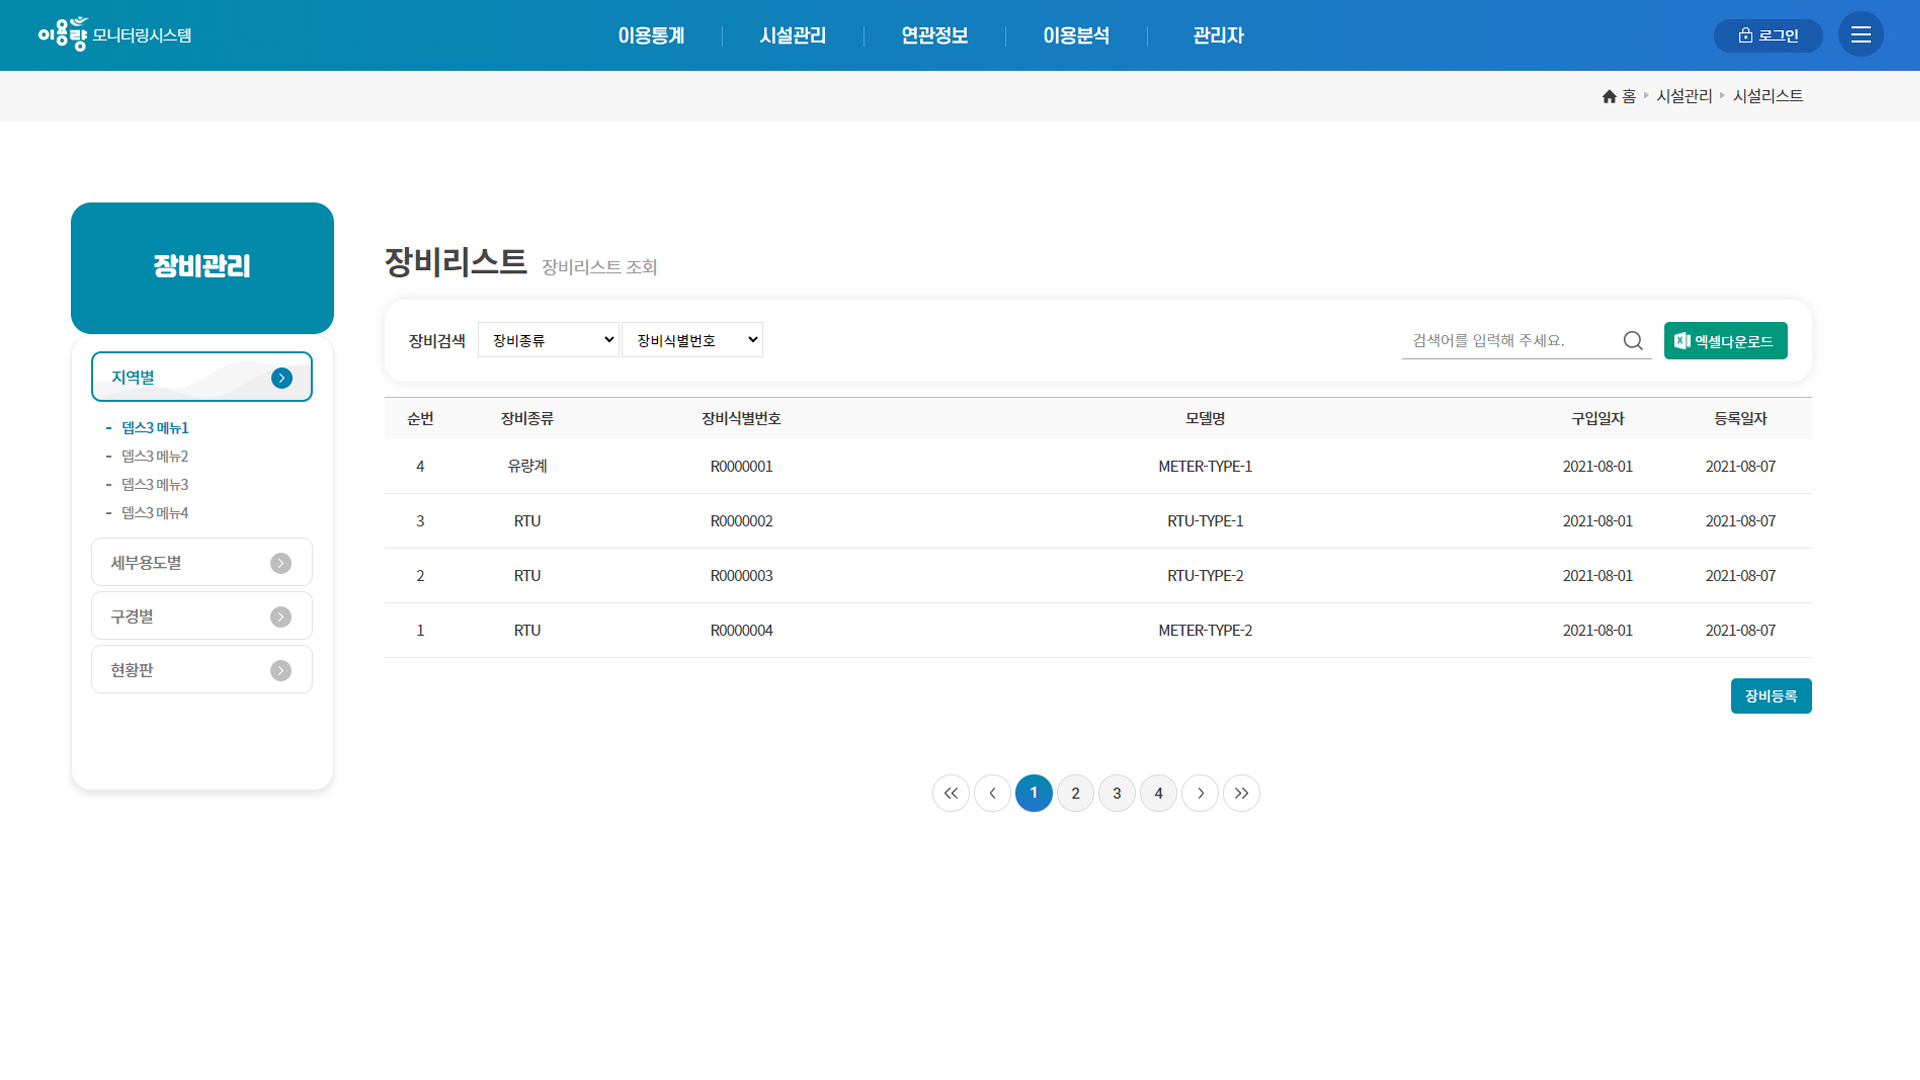 이용량 모니터링시스템
이용통계 시설관리 연관정보 이용분석 관리자
로그인
홈 시설관리 시설리스트
장비관리
지역별
- 뎁스3 메뉴1
- 뎁스3 메뉴2
- 뎁스3 메뉴3
- 뎁스3 메뉴4
세부용도별
구경별
현황판
장비리스트 장비리스트 조회
장비검색 장비종류 장비식별번호 검색어를 입력해 주세요. 엑셀다운로드
순번 장비종류 장비식별번호 모델명 구입일자 등록일자
4 유량계 R0000001 METER-TYPE-1 2021-08-01 2021-08-07
3 RTU R0000002 RTU-TYPE-1 2021-08-01 2021-08-07
2 RTU R0000003 RTU-TYPE-2 2021-08-01 2021-08-07
1 RTU R0000004 METER-TYPE-2 2021-08-01 2021-08-07
장비등록
1 2 3 4